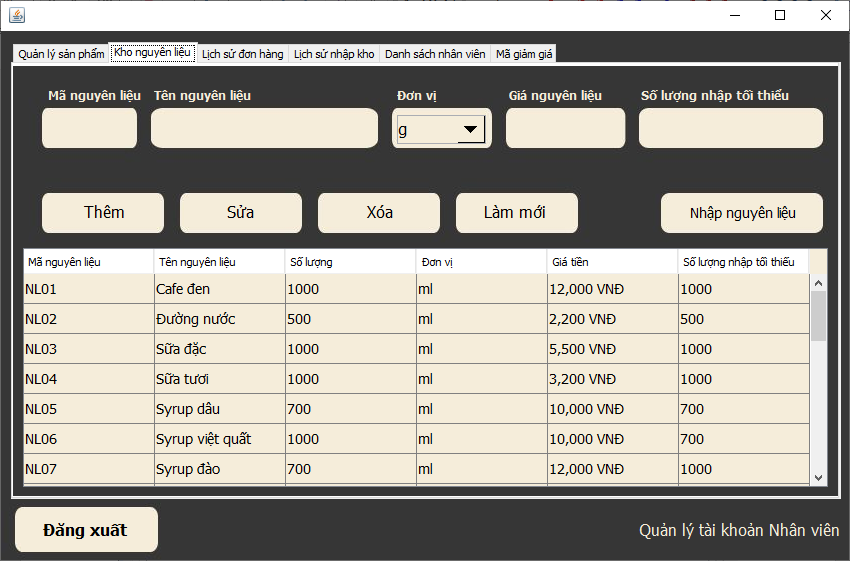 Quản lý sản phẩm Kho nguyên liệu Lịch sử đơn hàng Lịch sử nhập kho Danh sách nhân viên Mã giảm giá
Mã nguyên liệu Tên nguyên liệu Đơn vị Giá nguyên liệu Số lượng nhập tối thiểu
g
Thêm Sửa Xóa Làm mới Nhập nguyên liệu
Mã nguyên liệu Tên nguyên liệu Số lượng Đơn vị Giá tiền Số lượng nhập tối thiếu
NL01 Cafe đen 1000 ml 12,000 VNĐ 1000
NL02 Đường nước 500 ml 2,200 VNĐ 500
NL03 Sữa đặc 1000 ml 5,500 VNĐ 1000
NL04 Sữa tươi 1000 ml 3,200 VNĐ 1000
NL05 Syrup dâu 700 ml 10,000 VNĐ 700
NL06 Syrup việt quất 1000 ml 10,000 VNĐ 700
NL07 Syrup đào 700 ml 12,000 VNĐ 1000
Đăng xuất Quản lý tài khoản Nhân viên